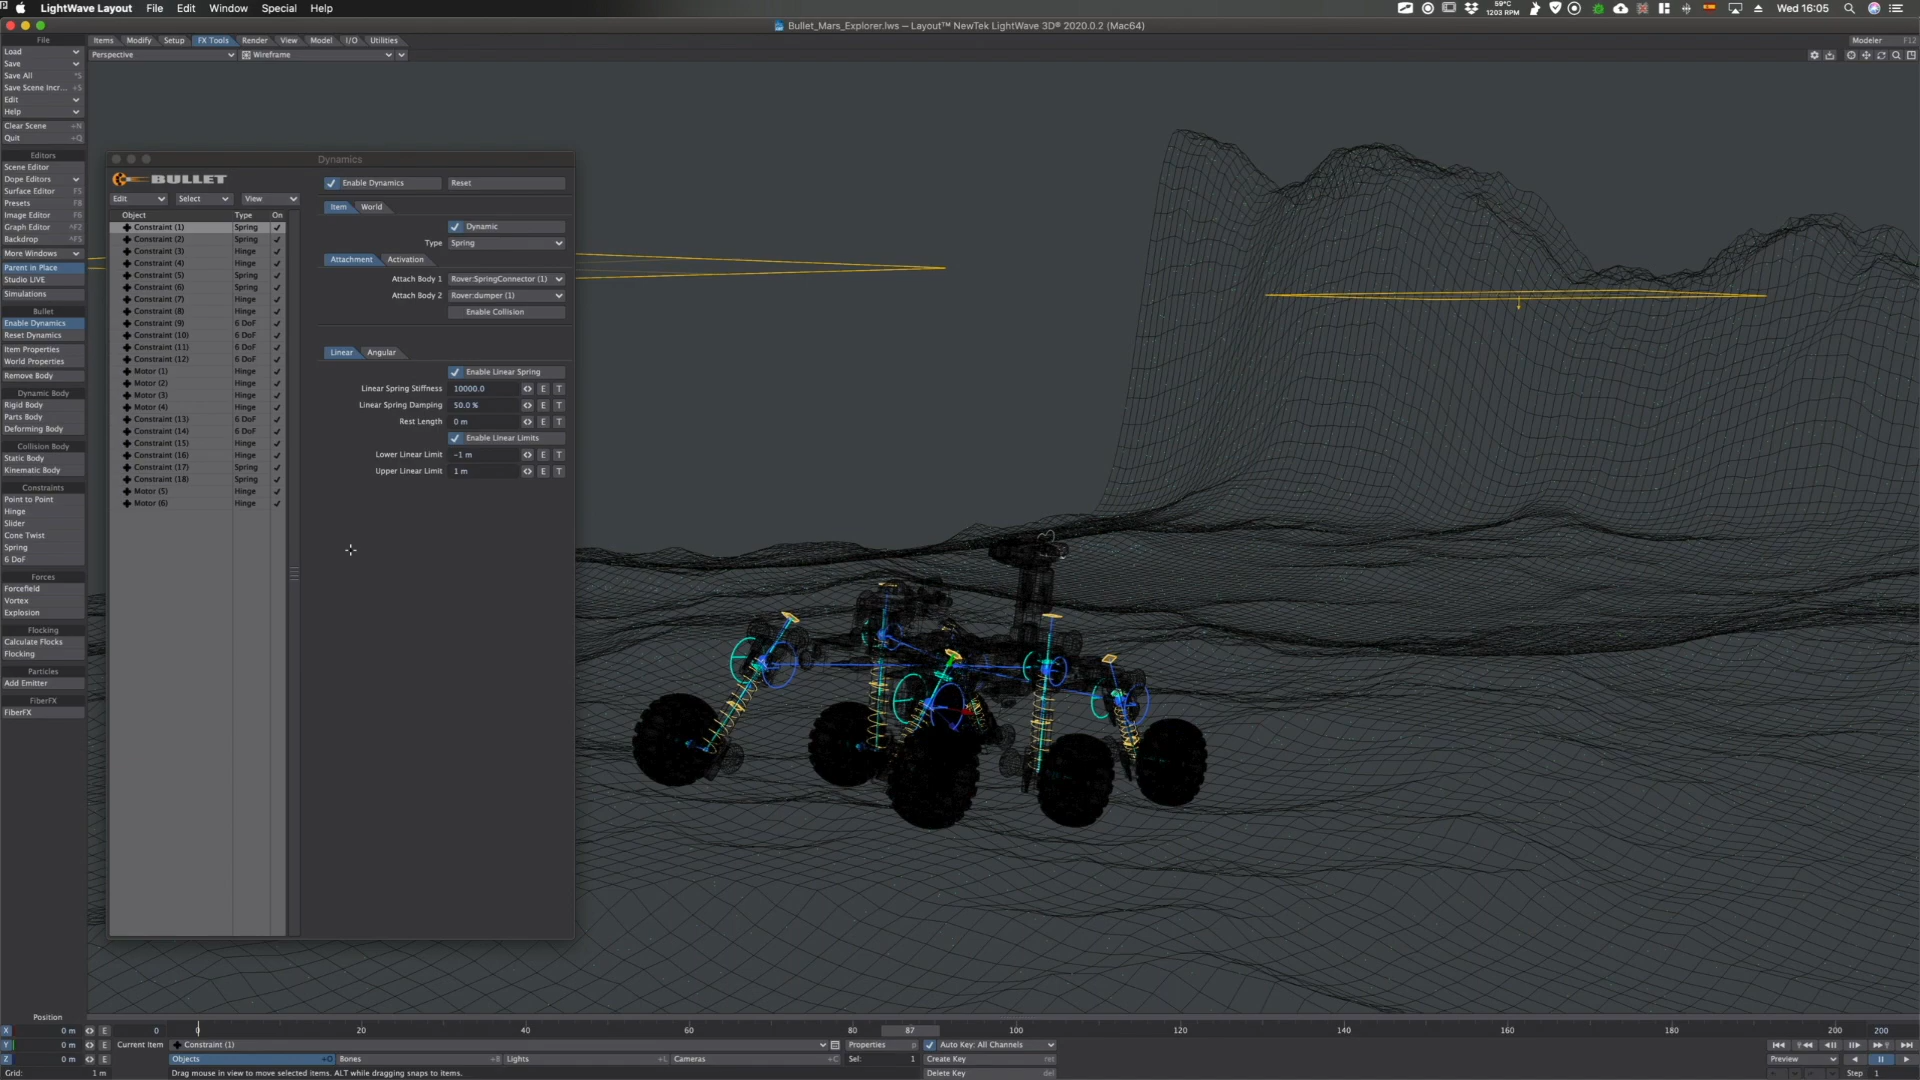 LightWave Layout File Edit Window Special Help
59°C
1203 RPM
Wed 16:05
Bullet_Mars_Explorer.lws — Layout™ NewTek LightWave 3D® 2020.0.2 (Mac64)
File Items Modify Setup FX Tools Render View Model I/O Utilities Modeler F12
Perspective Wireframe
Load
Save
Save All
Save Scene Incr... +S
Edit
Help
Clear Scene +N
Quit +Q
Editors
Scene Editor
Dope Editors
Surface Editor F5
Presets F8
Image Editor F6
Graph Editor ^F2
Backdrop ^F5
More Windows
Parent in Place
Studio LIVE
Simulations
Bullet
Enable Dynamics
Reset Dynamics
Item Properties
World Properties
Remove Body
Dynamic Body
Rigid Body
Parts Body
Deforming Body
Collision Body
Static Body
Kinematic Body
Constraints
Point to Point
Hinge
Slider
Cone Twist
Spring
6 DoF
Forces
Forcefield
Vortex
Explosion
Flocking
Calculate Flocks
Flocking
Particles
Add Emitter
FiberFX
FiberFX
Dynamics
BULLET
Edit Select View
Object Type On
Constraint (1) Spring
Constraint (2) Spring
Constraint (3) Hinge
Constraint (4) Hinge
Constraint (5) Spring
Constraint (6) Spring
Constraint (7) Hinge
Constraint (8) Hinge
Constraint (9) 6 DoF
Constraint (10) 6 DoF
Constraint (11) 6 DoF
Constraint (12) 6 DoF
Motor (1) Hinge
Motor (2) Hinge
Motor (3) Hinge
Motor (4) Hinge
Constraint (13) 6 DoF
Constraint (14) 6 DoF
Constraint (15) Hinge
Constraint (16) Hinge
Constraint (17) Spring
Constraint (18) Spring
Motor (5) Hinge
Motor (6) Hinge
Enable Dynamics Reset
Item World
Dynamic
Type Spring
Attachment Activation
Attach Body 1 Rover:SpringConnector (1)
Attach Body 2 Rover:dumper (1)
Enable Collision
Linear Angular
Enable Linear Spring
Linear Spring Stiffness 10000.0 E T
Linear Spring Damping 50.0 % E T
Rest Length 0 m E T
Enable Linear Limits
Lower Linear Limit -1 m E T
Upper Linear Limit 1 m E T
Position
X 0 m E 0 0 20 40 60 80 87 100 120 140 160 180 200 200
Y 0 m E Current Item Constraint (1) Properties p Auto Key: All Channels
Z 0 m E Objects +O Bones +B Lights +L Cameras +C Sel: 1 Create Key ret Preview
Grid: 1 m Drag mouse in view to move selected items. ALT while dragging snaps to items. Delete Key del Step 1